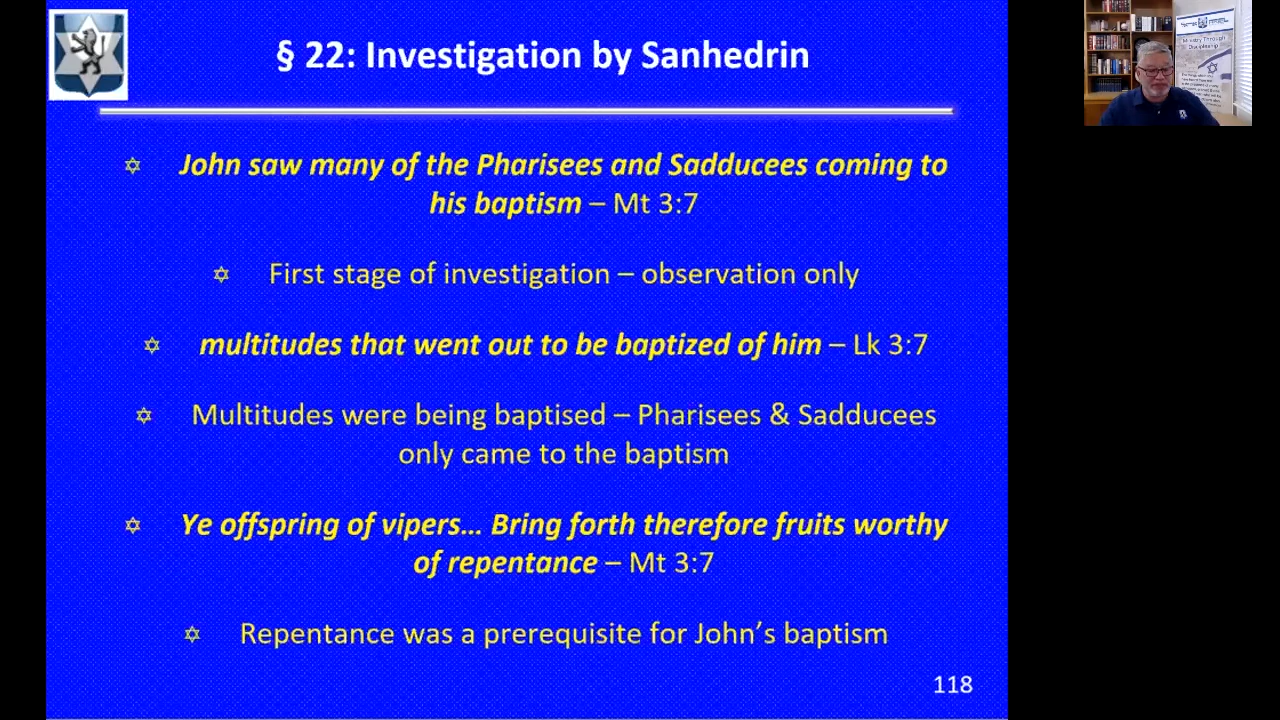 § 22: Investigation by Sanhedrin
John saw many of the Pharisees and Sadducees coming to
his baptism – Mt 3:7
First stage of investigation – observation only
multitudes that went out to be baptized of him – Lk 3:7
Multitudes were being baptised – Pharisees & Sadducees
only came to the baptism
Ye offspring of vipers… Bring forth therefore fruits worthy
of repentance – Mt 3:7
Repentance was a prerequisite for John’s baptism
118
Ministry Through
Discipleship